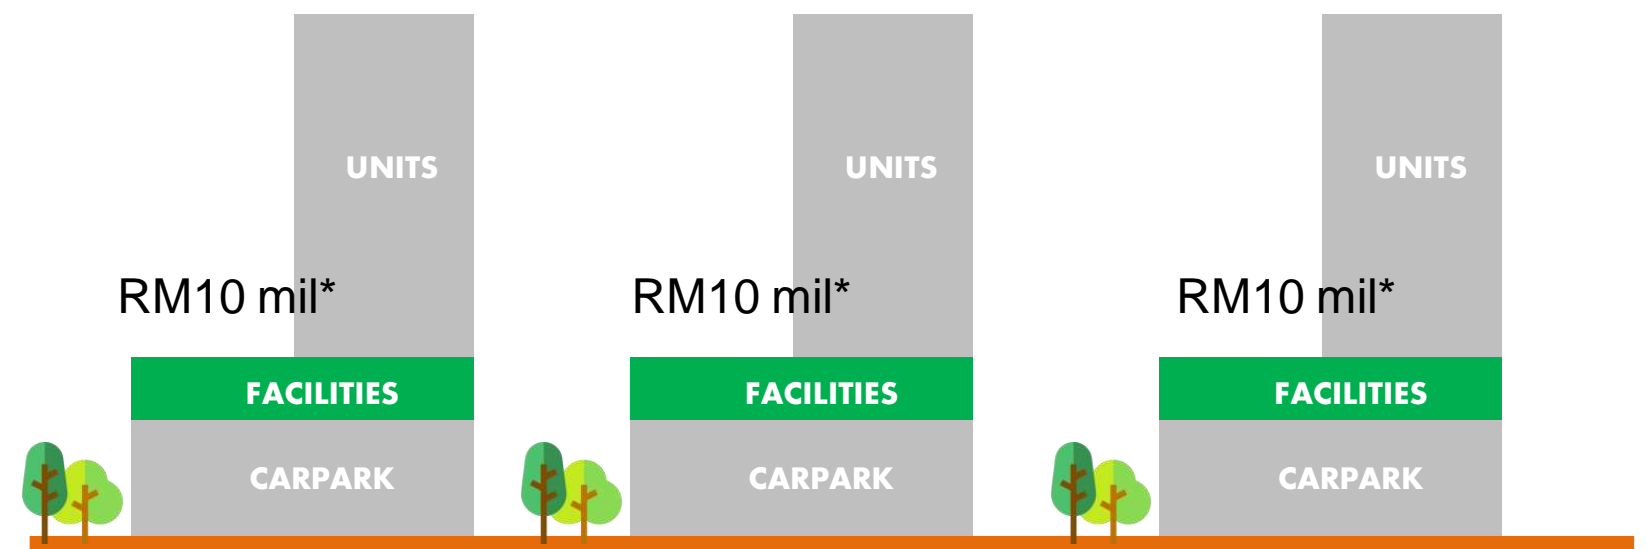 UNITS
UNITS
UNITS
RM10 mil*
RM10 mil*
RM10 mil*
FACILITIES
FACILITIES
FACILITIES
CARPARK
CARPARK
CARPARK